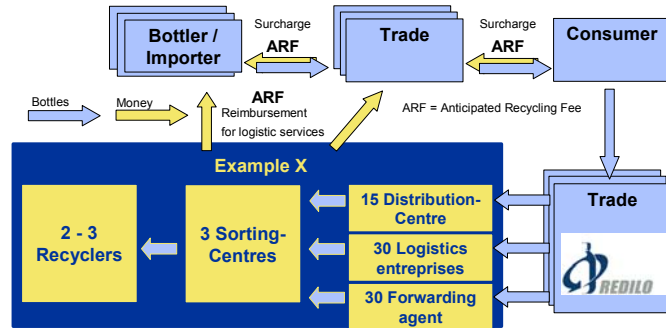 Surcharge
Surcharge
Bottler /
Importer
ARF
Trade
ARF
Consumer
Bottles
Money
ARF
Reimbursement
for logistic services
ARF = Anticipated Recycling Fee
Example X
2 - 3
Recyclers
3 Sorting-
Centres
15 Distribution-
Centre
30 Logistics
entreprises
30 Forwarding
agent
Trade
REDILO